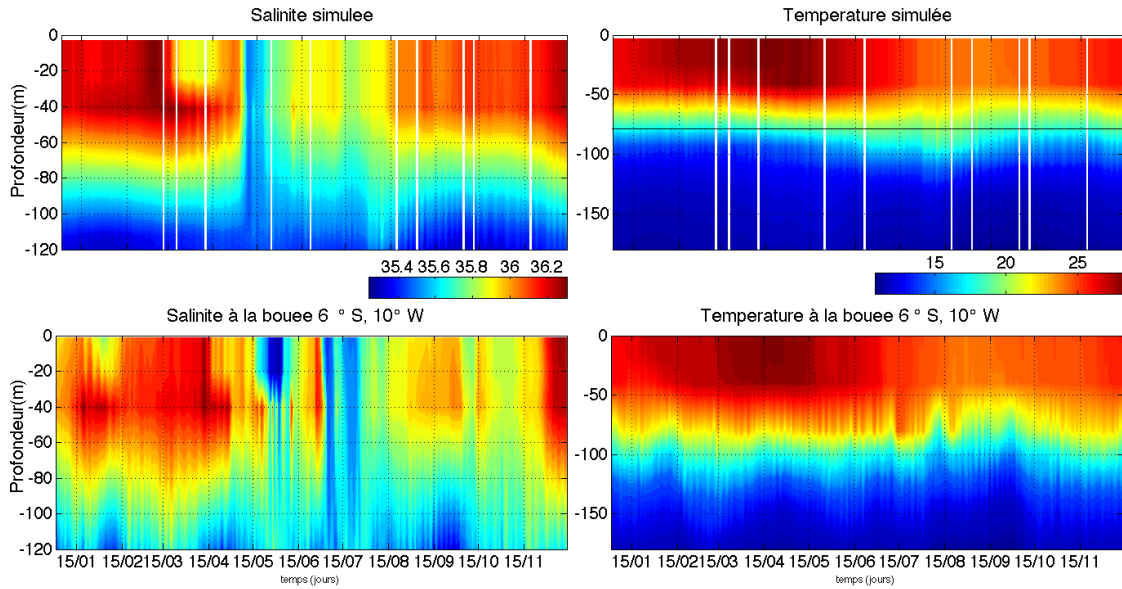 Salinite simulee
Temperature simulée
Profondeur(m)
0
-20
-40
-60
-80
-100
-120
0
-50
-100
-150
35.4 35.6 35.8 36 36.2
15 20 25
Salinite à la bouee 6 ° S, 10° W
Temperature à la bouee 6 ° S, 10° W
Profondeur(m)
0
-20
-40
-60
-80
-100
-120
0
-50
-100
-150
15/01 15/02 15/03 15/04 15/05 15/06 15/07 15/08 15/09 15/10 15/11
15/01 15/02 15/03 15/04 15/05 15/06 15/07 15/08 15/09 15/10 15/11
temps (jours)
temps (jours)